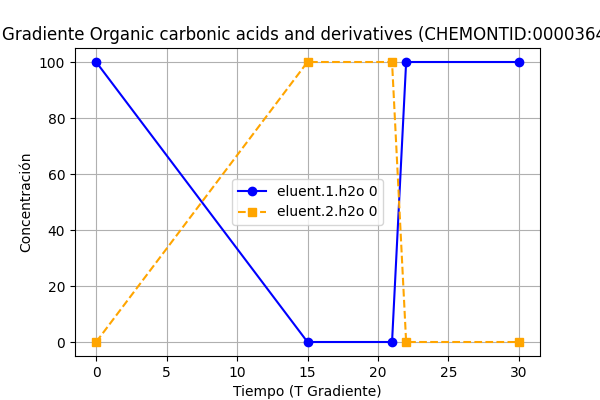 Gradiente Organic carbonic acids and derivatives (CHEMONTID:0000364
Concentración
100
80
60
40
20
0
eluent.1.h2o 0
eluent.2.h2o 0
0 5 10 15 20 25 30
Tiempo (T Gradiente)